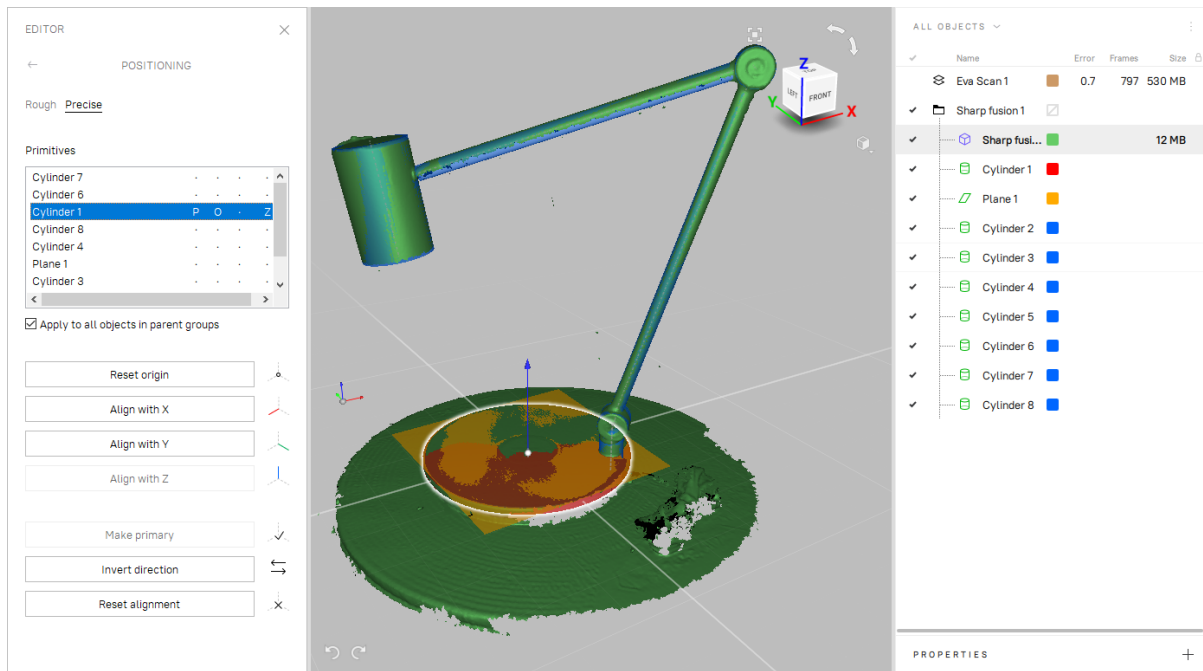 EDITOR
POSITIONING
Rough Precise
Primitives
Cylinder 7 . . . .
Cylinder 6 . . . .
Cylinder 1 P O . Z
Cylinder 8 . . . .
Cylinder 4 . . . .
Plane 1 . . . .
Cylinder 3 . . . .
Apply to all objects in parent groups
Reset origin
Align with X
Align with Y
Align with Z
Make primary
Invert direction
Reset alignment
Z
LEFT FRONT
Y
X
ALL OBJECTS
Name Error Frames Size
Eva Scan 1 0.7 797 530 MB
Sharp fusion 1
Sharp fusi... 12 MB
Cylinder 1
Plane 1
Cylinder 2
Cylinder 3
Cylinder 4
Cylinder 5
Cylinder 6
Cylinder 7
Cylinder 8
PROPERTIES